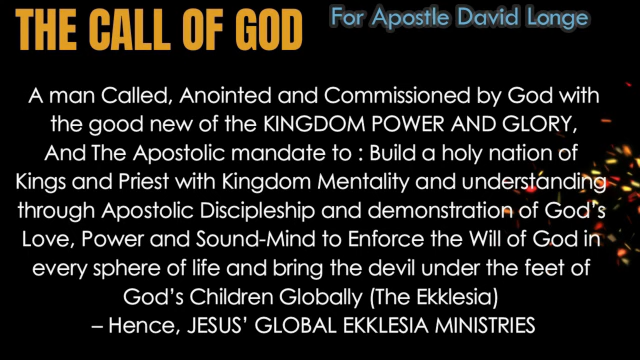 THE CALL OF GOD
For Apostle David Longe
A man Called, Anointed and Commissioned by God with
the good new of the KINGDOM POWER AND GLORY,
And The Apostolic mandate to : Build a holy nation of
Kings and Priest with Kingdom Mentality and understanding
through Apostolic Discipleship and demonstration of God's
Love, Power and Sound-Mind to Enforce the Will of God in
every sphere of life and bring the devil under the feet of
God's Children Globally (The Ekklesia)
– Hence, JESUS' GLOBAL EKKLESIA MINISTRIES